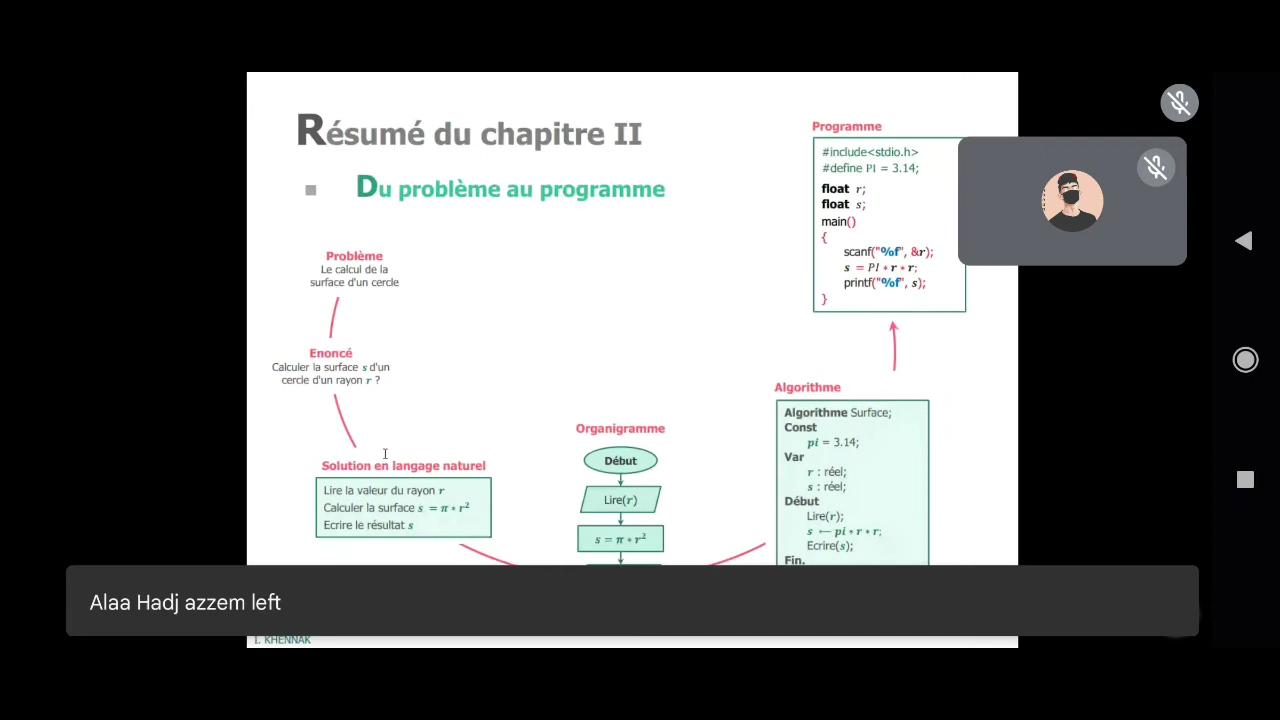 Résumé du chapitre II
Du problème au programme
Problème
Le calcul de la
surface d'un cercle
Enoncé
Calculer la surface s d'un
cercle d'un rayon r ?
Solution en langage naturel
Lire la valeur du rayon r
Calculer la surface s = π * r²
Ecrire le résultat s
Organigramme
Début
Lire(r)
s = π * r²
Algorithme
Algorithme Surface;
Const
pi = 3.14;
Var
r : réel;
s : réel;
Début
Lire(r);
s ← pi * r * r;
Ecrire(s);
Fin.
Programme
#include<stdio.h>
#define PI = 3.14;
float r;
float s;
main()
{
scanf("%f", &r);
s = PI * r * r;
printf("%f", s);
}
Alaa Hadj azzem left
I. KHENNAK